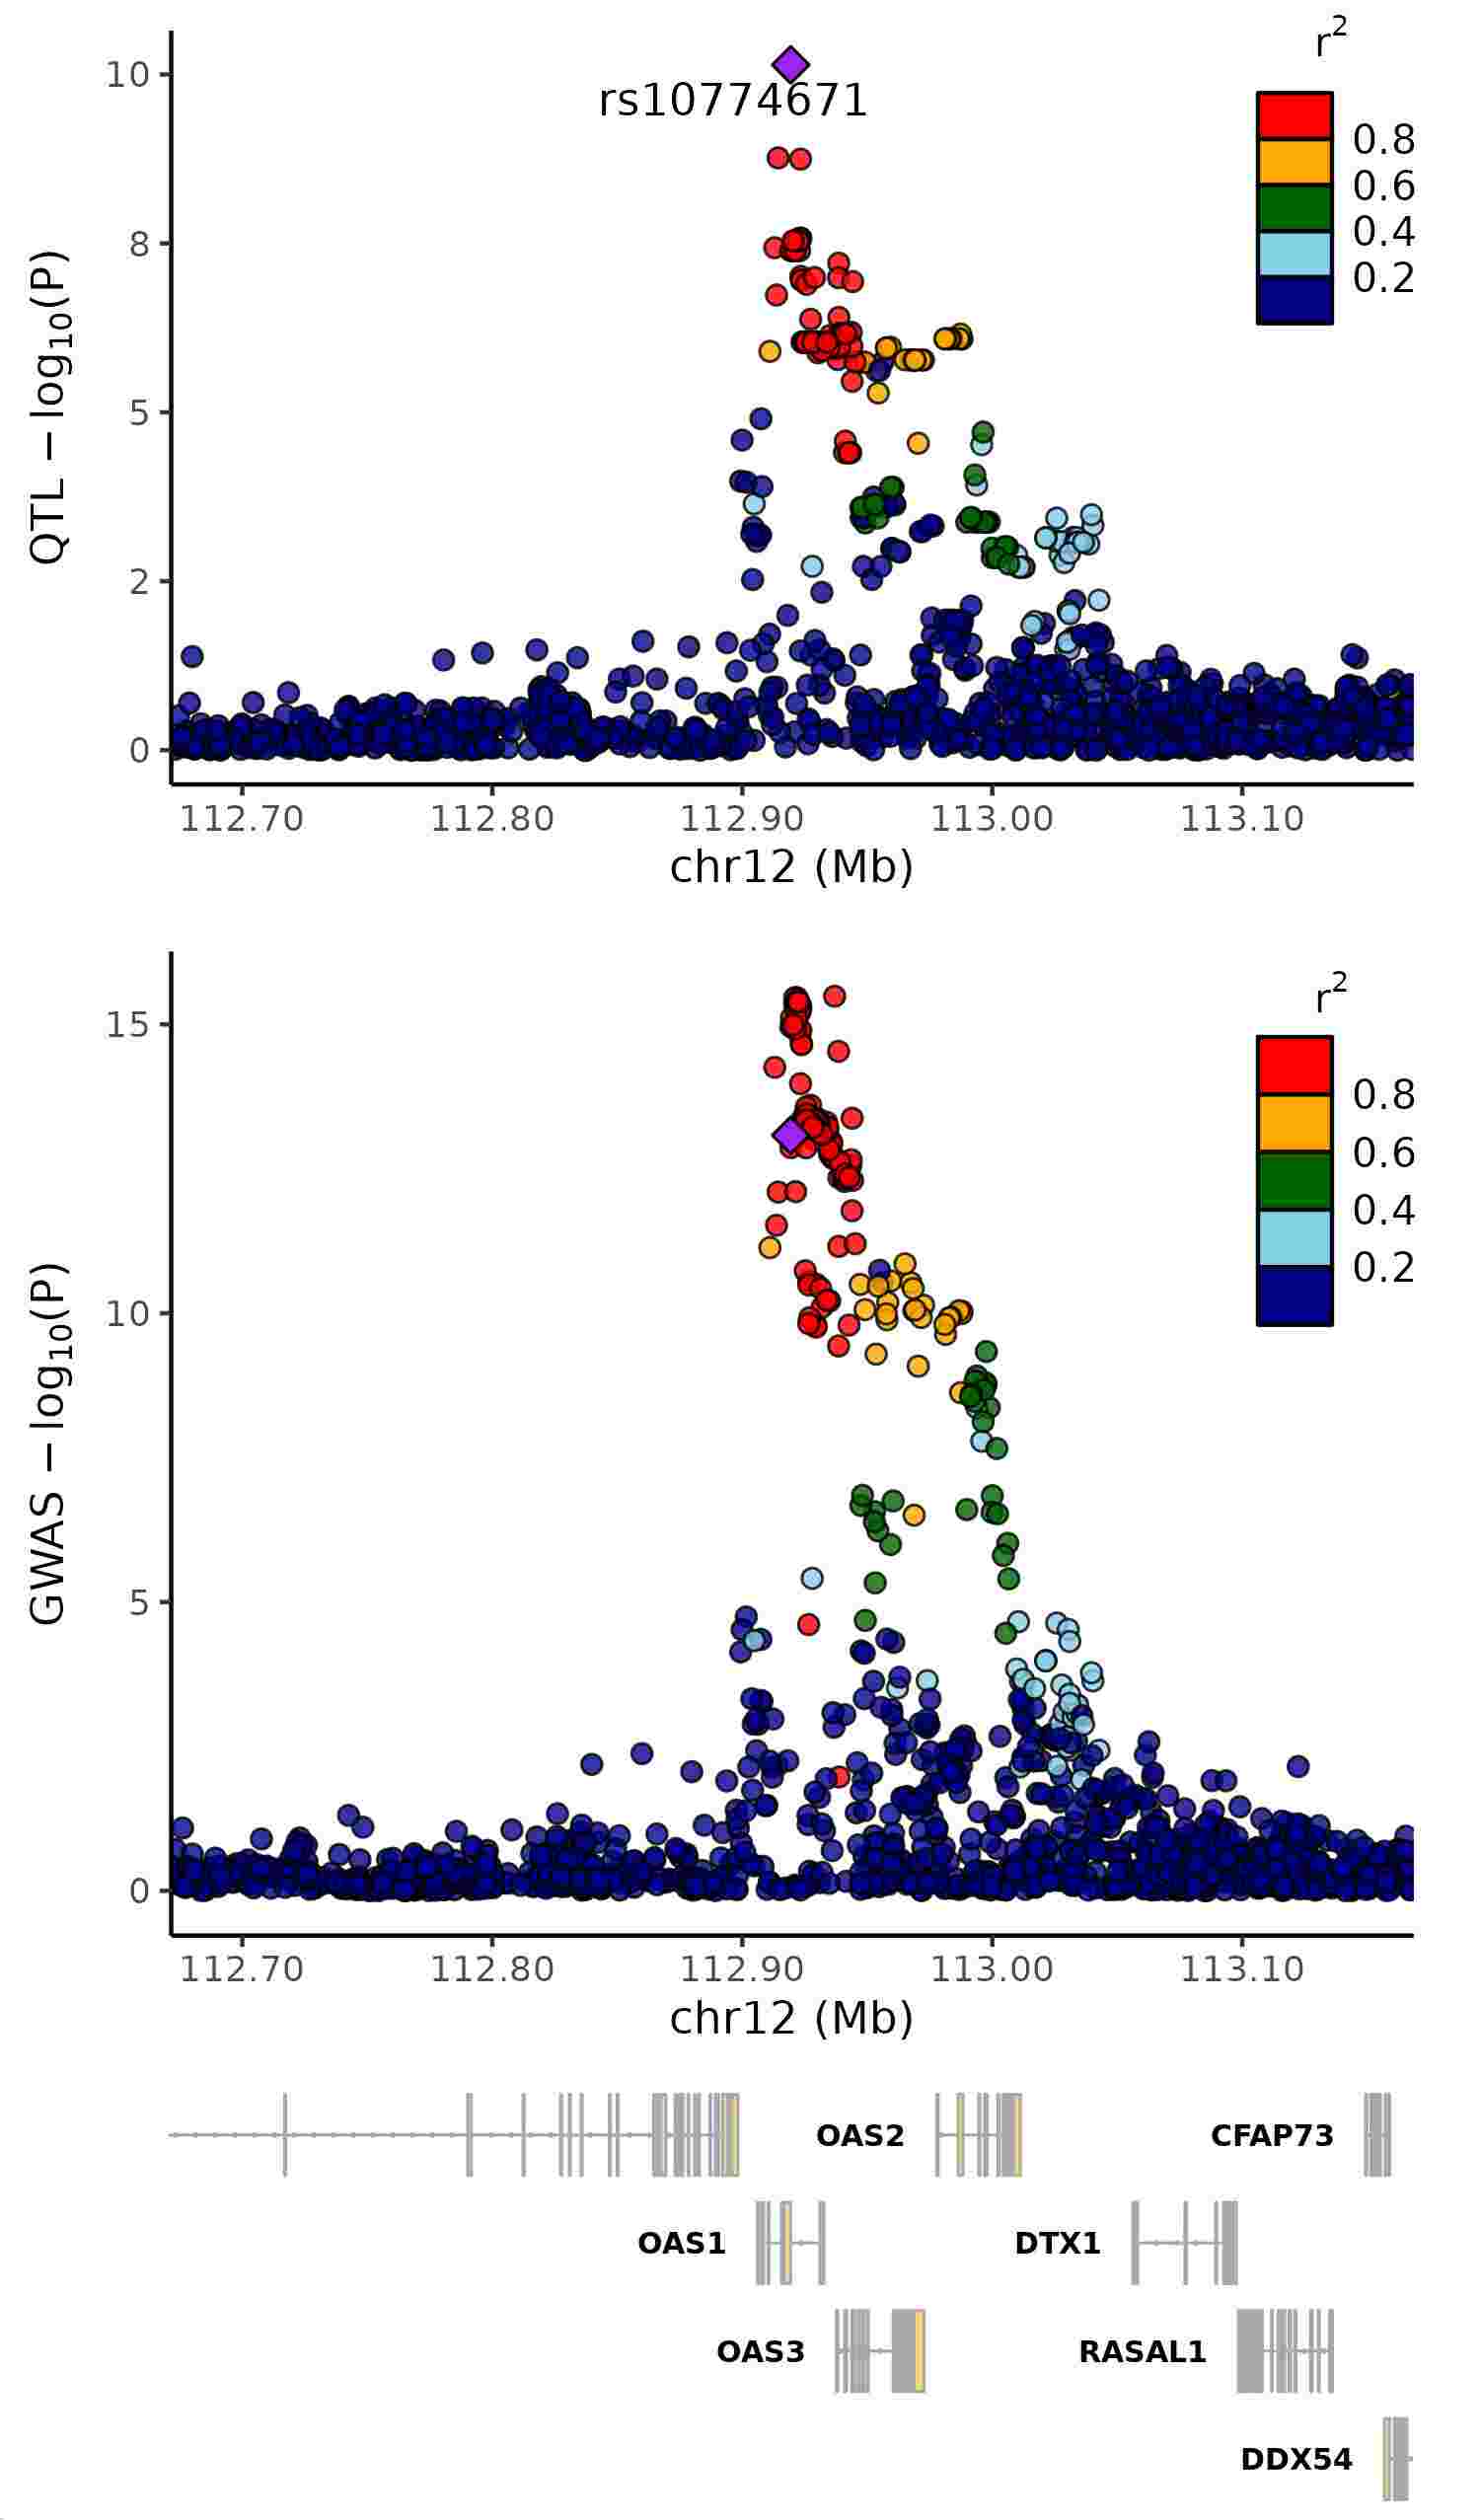 r²
10
rs10774671
0.8
0.6
8
0.4
0.2
QTL − log₁₀(P)
5
2
0
112.70 112.80 112.90 113.00 113.10
chr12 (Mb)
r²
15
0.8
0.6
0.4
0.2
10
GWAS − log₁₀(P)
5
0
112.70 112.80 112.90 113.00 113.10
chr12 (Mb)
OAS2 CFAP73
OAS1 DTX1
OAS3 RASAL1
DDX54